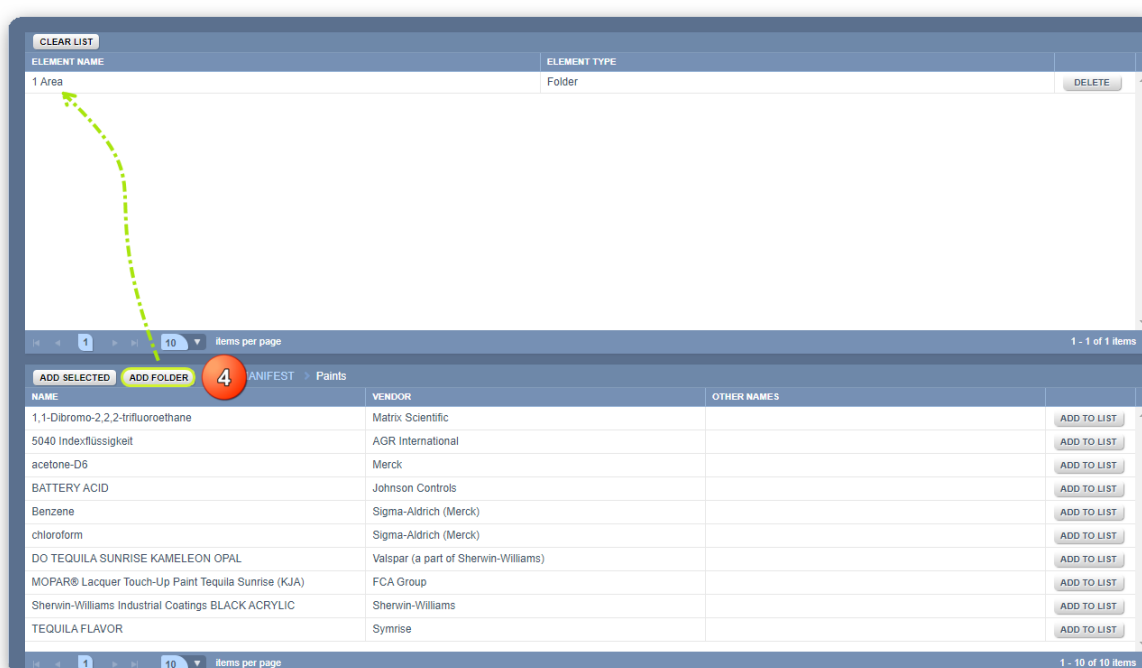 CLEAR LIST
ELEMENT NAME ELEMENT TYPE
1 Area Folder DELETE
1 10 items per page 1 - 1 of 1 items
ADD SELECTED ADD FOLDER 4 ANIFEST > Paints
NAME VENDOR OTHER NAMES
1,1-Dibromo-2,2,2-trifluoroethane Matrix Scientific ADD TO LIST
5040 Indexflüssigkeit AGR International ADD TO LIST
acetone-D6 Merck ADD TO LIST
BATTERY ACID Johnson Controls ADD TO LIST
Benzene Sigma-Aldrich (Merck) ADD TO LIST
chloroform Sigma-Aldrich (Merck) ADD TO LIST
DO TEQUILA SUNRISE KAMELEON OPAL Valspar (a part of Sherwin-Williams) ADD TO LIST
MOPAR® Lacquer Touch-Up Paint Tequila Sunrise (KJA) FCA Group ADD TO LIST
Sherwin-Williams Industrial Coatings BLACK ACRYLIC Sherwin-Williams ADD TO LIST
TEQUILA FLAVOR Symrise ADD TO LIST
1 10 items per page 1 - 10 of 10 items